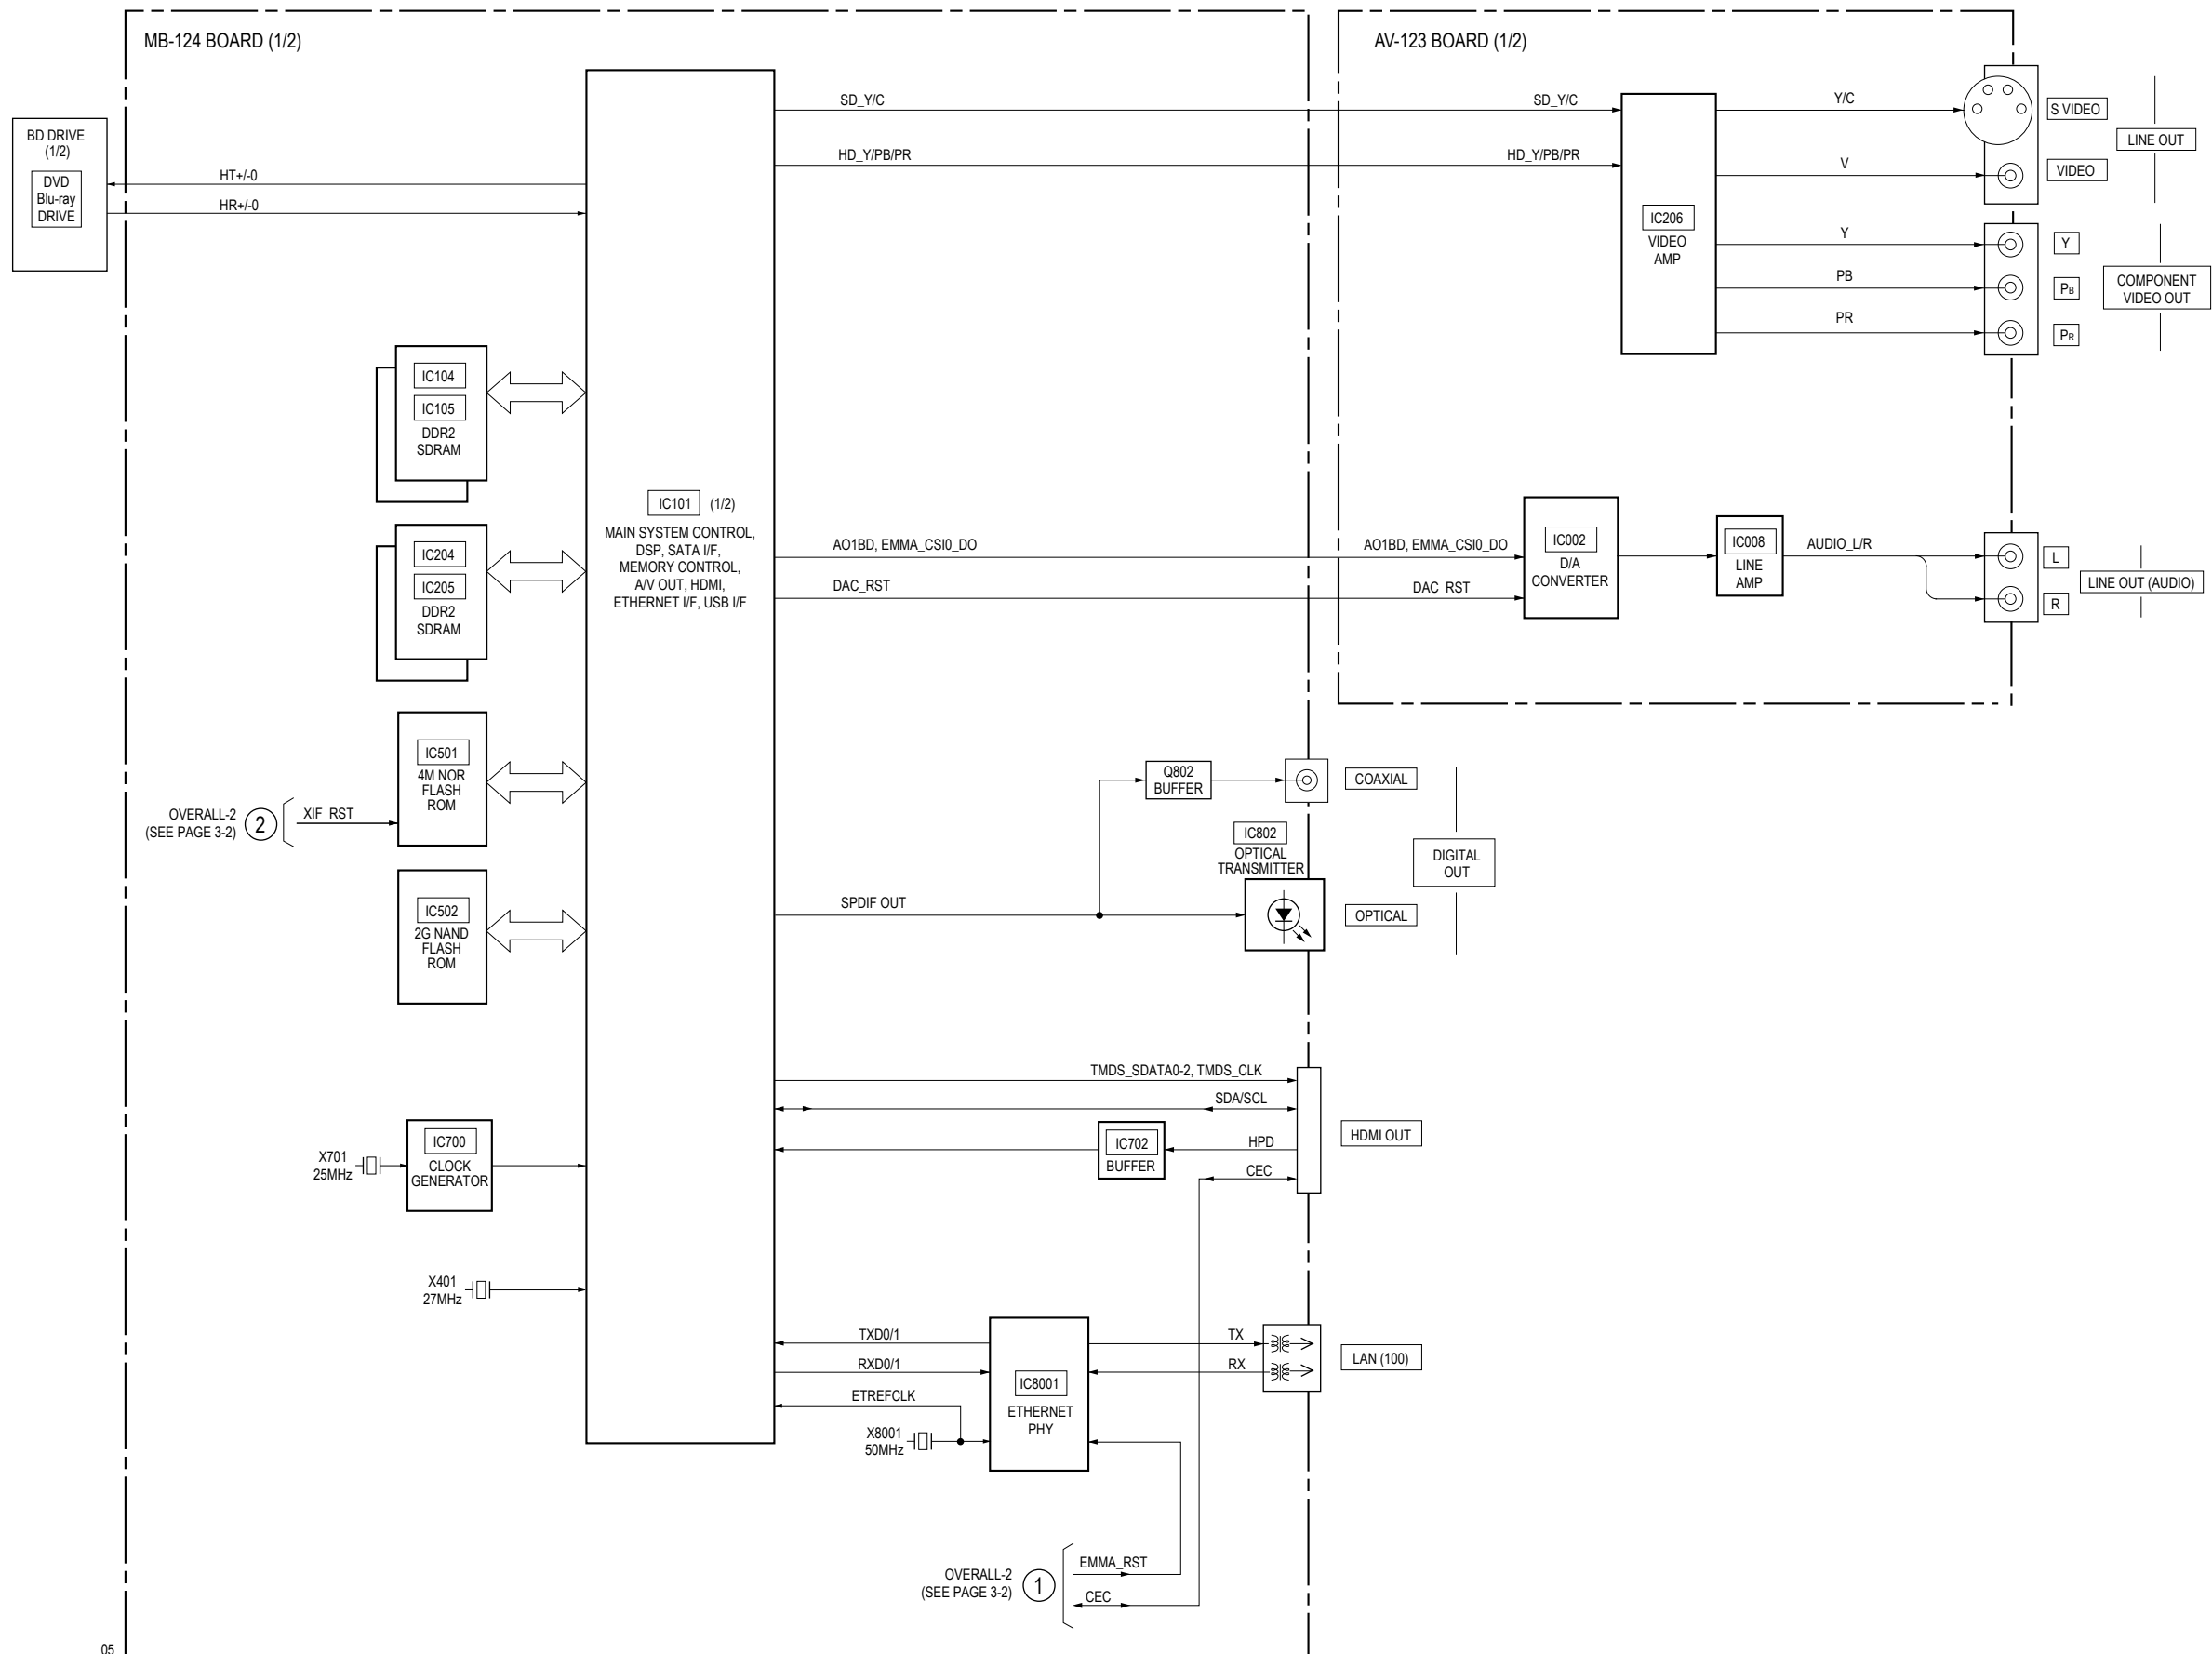 MB-124 BOARD (1/2)
AV-123 BOARD (1/2)
BD DRIVE
(1/2)
DVD
Blu-ray
DRIVE
HT+/-0
HR+/-0
IC104
IC105
DDR2
SDRAM
IC204
IC205
DDR2
SDRAM
IC501
4M NOR
FLASH
ROM
OVERALL-2
(SEE PAGE 3-2)
2
XIF_RST
IC502
2G NAND
FLASH
ROM
IC700
CLOCK
GENERATOR
X701
25MHz
X401
27MHz
IC101 (1/2)
MAIN SYSTEM CONTROL,
DSP, SATA I/F,
MEMORY CONTROL,
A/V OUT, HDMI,
ETHERNET I/F, USB I/F
SD_Y/C
SD_Y/C
HD_Y/PB/PR
HD_Y/PB/PR
IC206
VIDEO
AMP
Y/C
V
Y
PB
PR
S VIDEO
VIDEO
LINE OUT
Y
PB
PR
COMPONENT
VIDEO OUT
AO1BD, EMMA_CSI0_DO
AO1BD, EMMA_CSI0_DO
DAC_RST
DAC_RST
IC002
D/A
CONVERTER
IC008
LINE
AMP
AUDIO_L/R
L
R
LINE OUT (AUDIO)
Q802
BUFFER
COAXIAL
IC802
OPTICAL
TRANSMITTER
SPDIF OUT
OPTICAL
DIGITAL
OUT
TMDS_SDATA0-2, TMDS_CLK
SDA/SCL
IC702
BUFFER
HPD
CEC
HDMI OUT
TXD0/1
RXD0/1
ETREFCLK
X8001
50MHz
IC8001
ETHERNET
PHY
TX
RX
LAN (100)
OVERALL-2
(SEE PAGE 3-2)
1
EMMA_RST
CEC
05